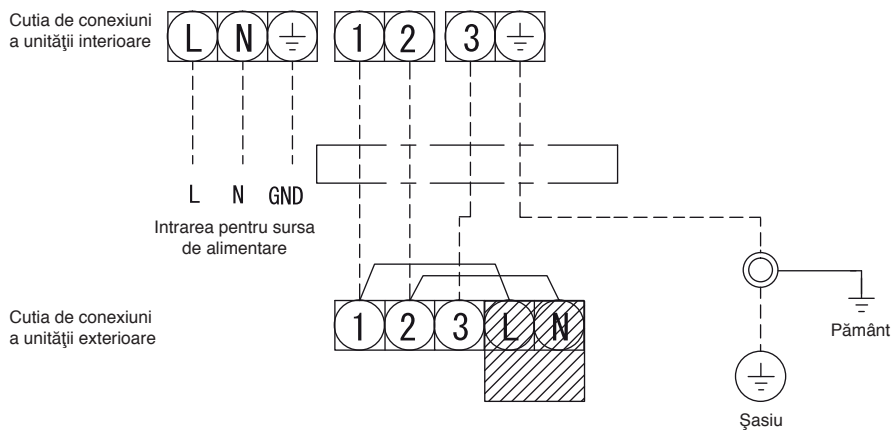 Cutia de conexiuni
a unităţii interioare
L N 1 2 3
L N GND
Intrarea pentru sursa
de alimentare
Cutia de conexiuni
a unităţii exterioare
1 2 3 L N
Pământ
Şasiu